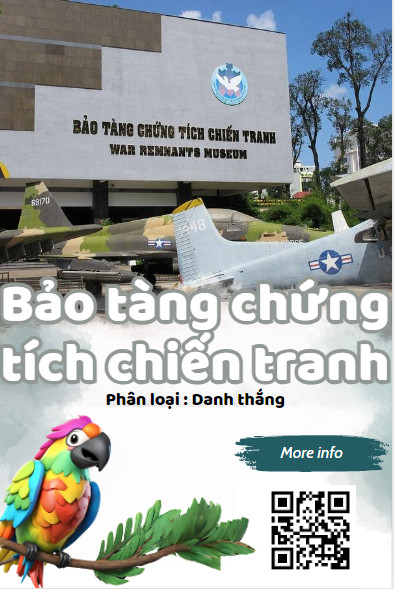 BẢO TÀNG CHỨNG TÍCH CHIẾN TRANH
WAR REMNANTS MUSEUM
69170
Bảo tàng chứng
tích chiến tranh
Phân loại : Danh thắng
More info